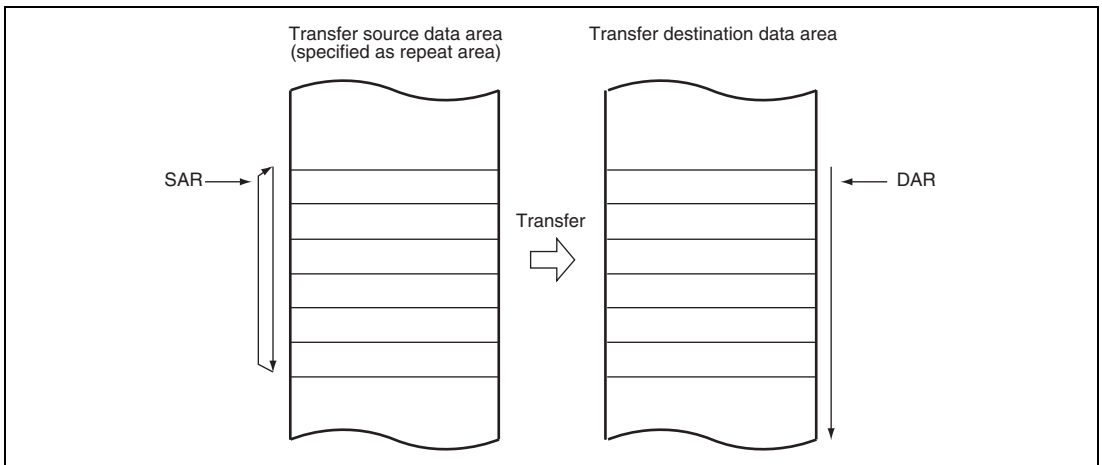 Transfer source data area
(specified as repeat area)
Transfer destination data area
SAR
Transfer
DAR